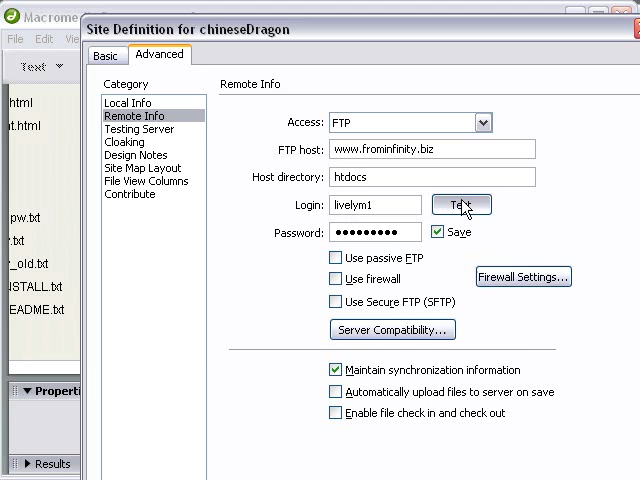 Macrome
Site Definition for chineseDragon
File Edit
Basic Advanced
Text
Category Remote Info
html
nt.html
Local Info
Remote Info
Testing Server
Cloaking
Design Notes
Site Map Layout
File View Columns
Contribute
Access: FTP
FTP host: www.frominfinity.biz
Host directory: htdocs
Login: livelym1 Test
Password: ●●●●●●●●● Save
pw.txt
y.txt
y_old.txt
NSTALL.txt
EADME.txt
Use passive FTP
Use firewall Firewall Settings...
Use Secure FTP (SFTP)
Server Compatibility...
Maintain synchronization information
Automatically upload files to server on save
Enable file check in and check out
Properti
Results